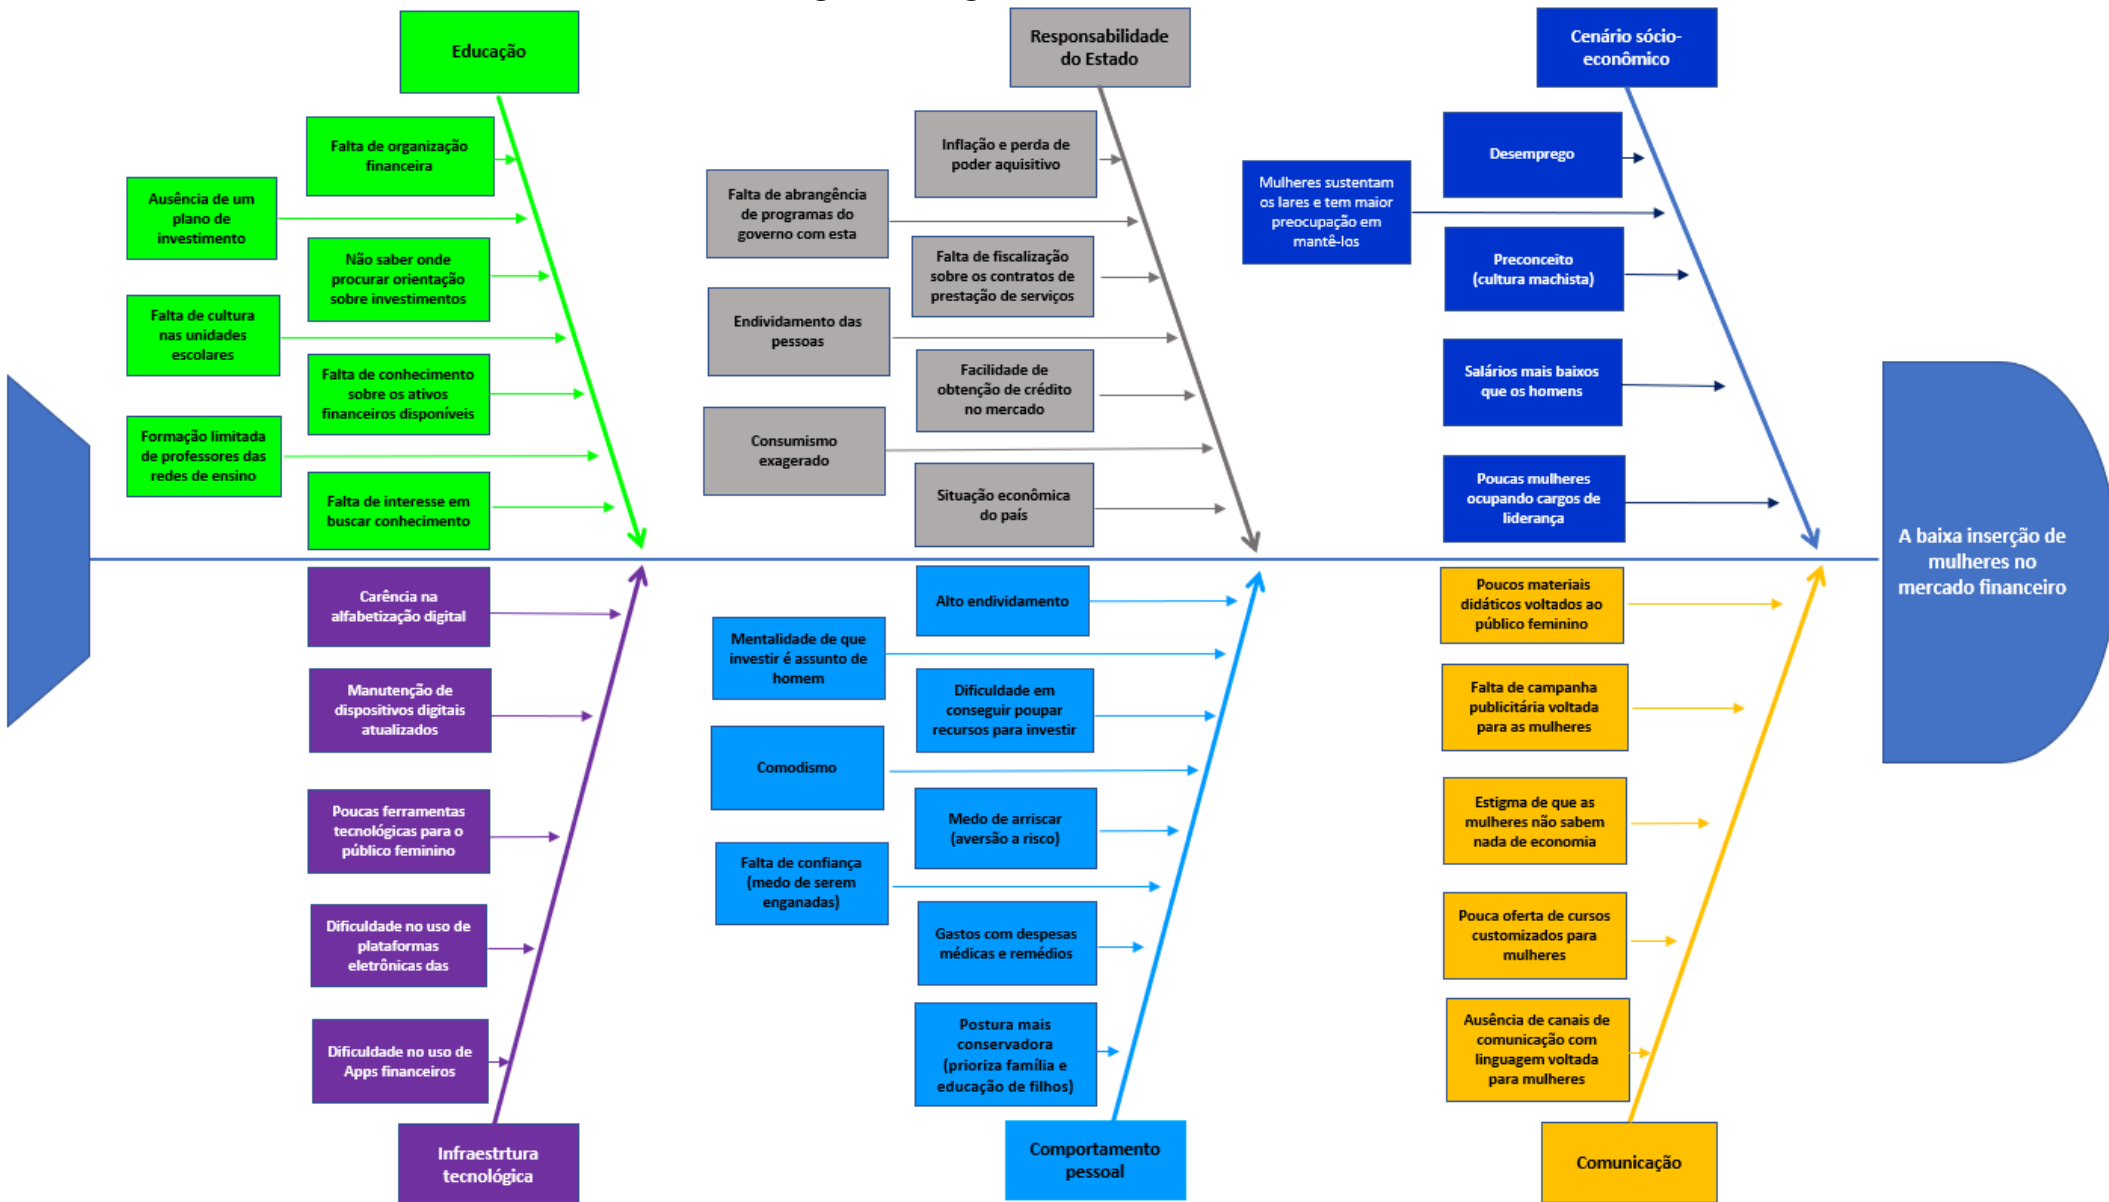 Educação
Falta de organização
financeira
Ausência de um
plano de
investimento
Não saber onde
procurar orientação
sobre investimentos
Falta de cultura
nas unidades
escolares
Falta de conhecimento
sobre os ativos
financeiros disponíveis
Formação limitada
de professores das
redes de ensino
Falta de interesse em
buscar conhecimento
Responsabilidade
do Estado
Inflação e perda de
poder aquisitivo
Falta de abrangência
de programas do
governo com esta
Falta de fiscalização
sobre os contratos de
prestação de serviços
Endividamento das
pessoas
Facilidade de
obtenção de crédito
no mercado
Consumismo
exagerado
Situação econômica
do país
Cenário sócio-
econômico
Desemprego
Mulheres sustentam
os lares e tem maior
preocupação em
mantê-los
Preconceito
(cultura machista)
Salários mais baixos
que os homens
Poucas mulheres
ocupando cargos de
liderança
A baixa inserção de
mulheres no
mercado financeiro
Carência na
alfabetização digital
Manutenção de
dispositivos digitais
atualizados
Poucas ferramentas
tecnológicas para o
público feminino
Dificuldade no uso de
plataformas
eletrônicas das
Dificuldade no uso de
Apps financeiros
Infraestrtura
tecnológica
Alto endividamento
Mentalidade de que
investir é assunto de
homem
Dificuldade em
conseguir poupar
recursos para investir
Comodismo
Medo de arriscar
(aversão a risco)
Falta de confiança
(medo de serem
enganadas)
Gastos com despesas
médicas e remédios
Postura mais
conservadora
(prioriza família e
educação de filhos)
Comportamento
pessoal
Poucos materiais
didáticos voltados ao
público feminino
Falta de campanha
publicitária voltada
para as mulheres
Estigma de que as
mulheres não sabem
nada de economia
Pouca oferta de cursos
customizados para
mulheres
Ausência de canais de
comunicação com
linguagem voltada
para mulheres
Comunicação